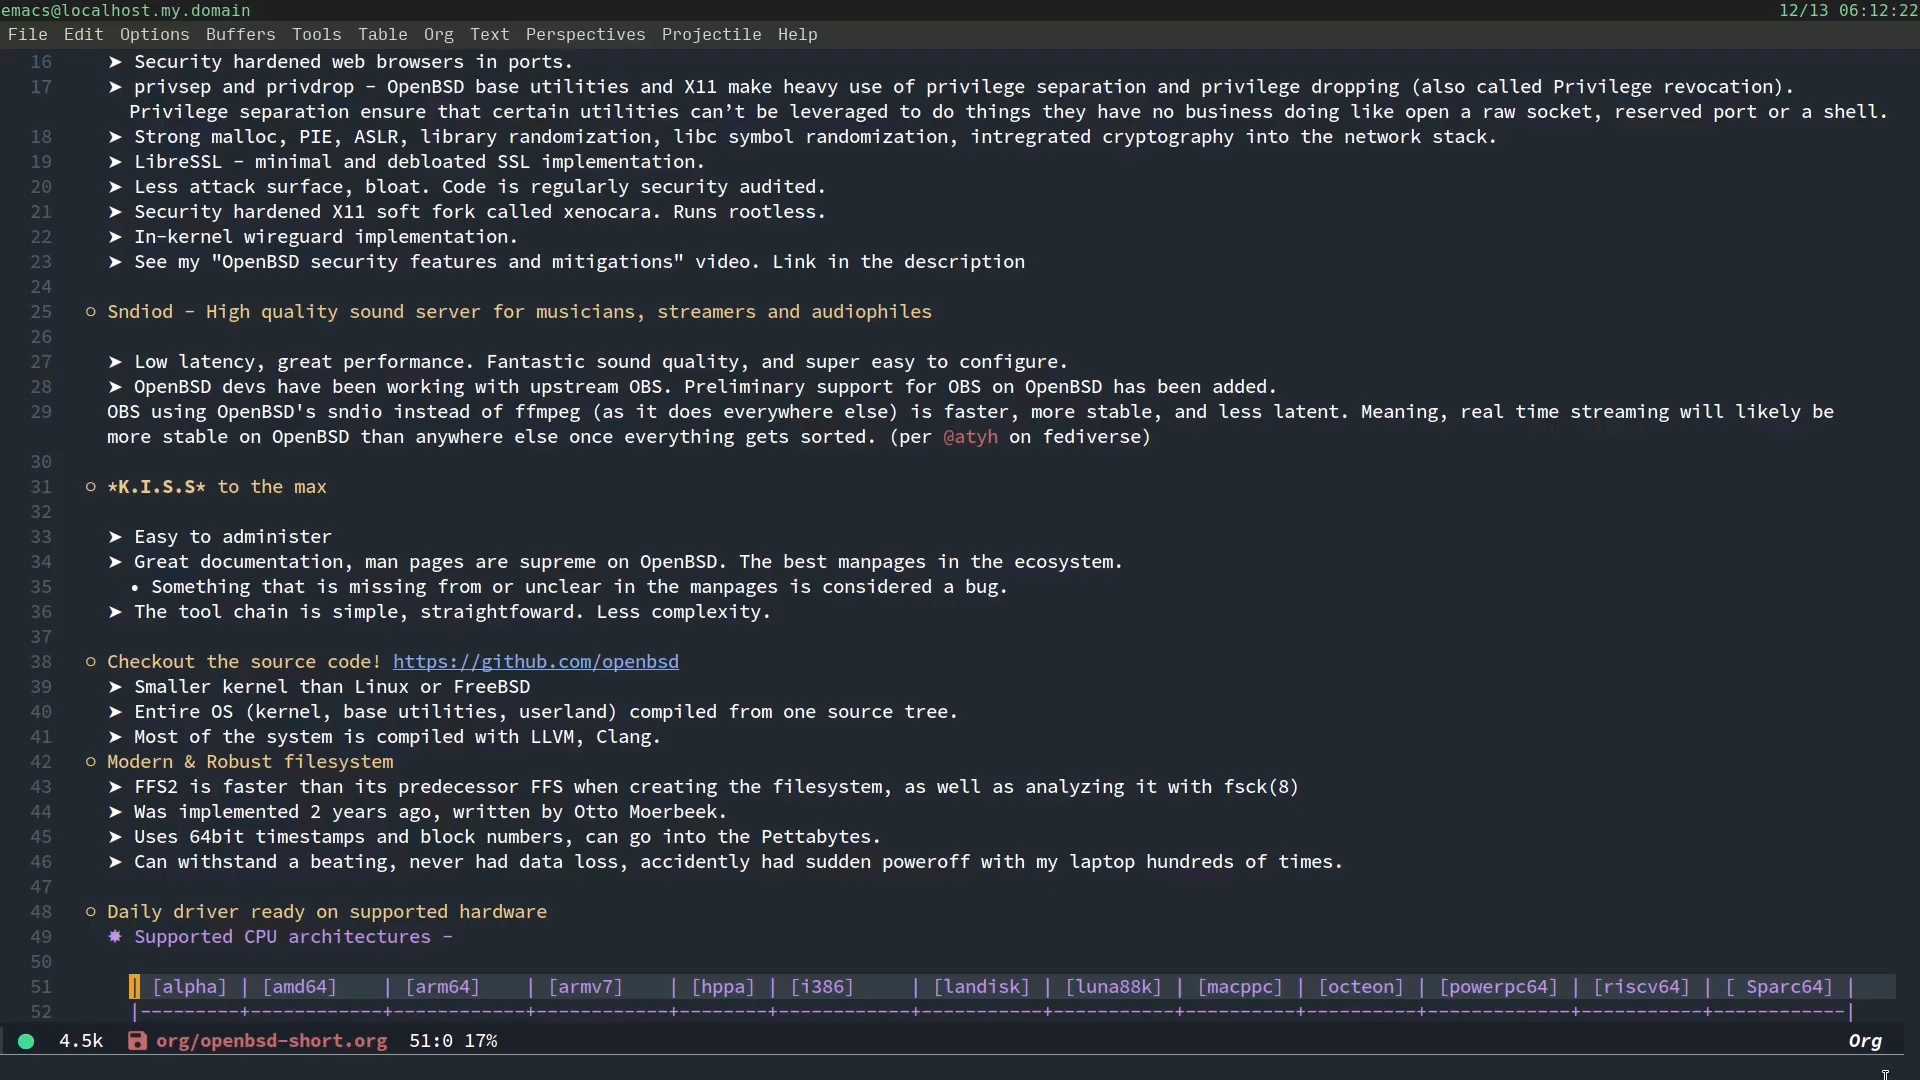 emacs@localhost.my.domain 12/13 06:12:22
File Edit Options Buffers Tools Table Org Text Perspectives Projectile Help
16 ➤ Security hardened web browsers in ports.
17 ➤ privsep and privdrop – OpenBSD base utilities and X11 make heavy use of privilege separation and privilege dropping (also called Privilege revocation).
Privilege separation ensure that certain utilities can’t be leveraged to do things they have no business doing like open a raw socket, reserved port or a shell.
18 ➤ Strong malloc, PIE, ASLR, library randomization, libc symbol randomization, intregrated cryptography into the network stack.
19 ➤ LibreSSL – minimal and debloated SSL implementation.
20 ➤ Less attack surface, bloat. Code is regularly security audited.
21 ➤ Security hardened X11 soft fork called xenocara. Runs rootless.
22 ➤ In-kernel wireguard implementation.
23 ➤ See my "OpenBSD security features and mitigations" video. Link in the description
24
25 ○ Sndiod – High quality sound server for musicians, streamers and audiophiles
26
27 ➤ Low latency, great performance. Fantastic sound quality, and super easy to configure.
28 ➤ OpenBSD devs have been working with upstream OBS. Preliminary support for OBS on OpenBSD has been added.
29 OBS using OpenBSD's sndio instead of ffmpeg (as it does everywhere else) is faster, more stable, and less latent. Meaning, real time streaming will likely be
more stable on OpenBSD than anywhere else once everything gets sorted. (per @atyh on fediverse)
30
31 ○ *K.I.S.S* to the max
32
33 ➤ Easy to administer
34 ➤ Great documentation, man pages are supreme on OpenBSD. The best manpages in the ecosystem.
35 • Something that is missing from or unclear in the manpages is considered a bug.
36 ➤ The tool chain is simple, straightfoward. Less complexity.
37
38 ○ Checkout the source code! https://github.com/openbsd
39 ➤ Smaller kernel than Linux or FreeBSD
40 ➤ Entire OS (kernel, base utilities, userland) compiled from one source tree.
41 ➤ Most of the system is compiled with LLVM, Clang.
42 ○ Modern & Robust filesystem
43 ➤ FFS2 is faster than its predecessor FFS when creating the filesystem, as well as analyzing it with fsck(8)
44 ➤ Was implemented 2 years ago, written by Otto Moerbeek.
45 ➤ Uses 64bit timestamps and block numbers, can go into the Pettabytes.
46 ➤ Can withstand a beating, never had data loss, accidently had sudden poweroff with my laptop hundreds of times.
47
48 ○ Daily driver ready on supported hardware
49 ✸ Supported CPU architectures –
50
51 | [alpha] | [amd64] | [arm64] | [armv7] | [hppa] | [i386] | [landisk] | [luna88k] | [macppc] | [octeon] | [powerpc64] | [riscv64] | [ Sparc64] |
52 |---------+------------+------------+------------+--------+------------+-----------+-----------+----------+----------+-------------+-----------+------------|
4.5k org/openbsd-short.org 51:0 17% Org